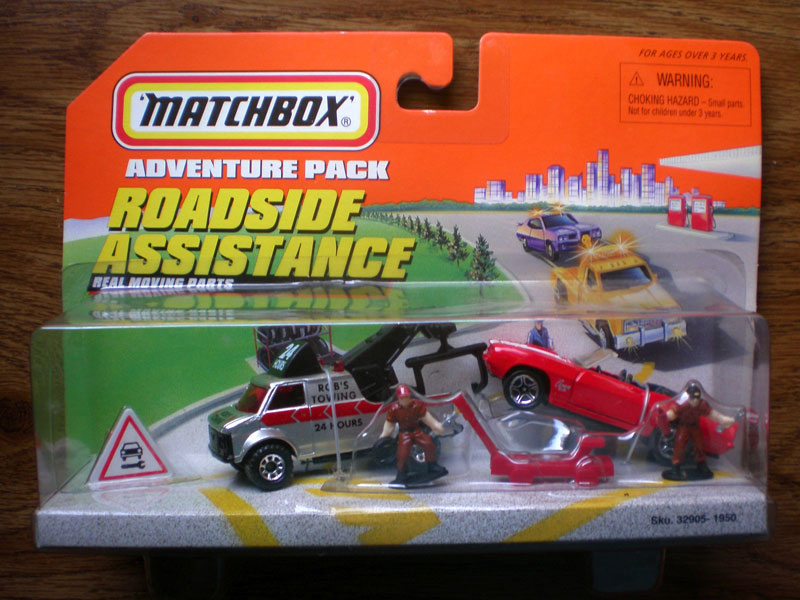 FOR AGES OVER 3 YEARS.
WARNING:
CHOKING HAZARD – Small parts.
Not for children under 3 years.
'MATCHBOX'®
ADVENTURE PACK
ROADSIDE
ASSISTANCE
REAL MOVING PARTS
24
ROB'S
TOWING
24 HOURS
Sku. 32905-1950